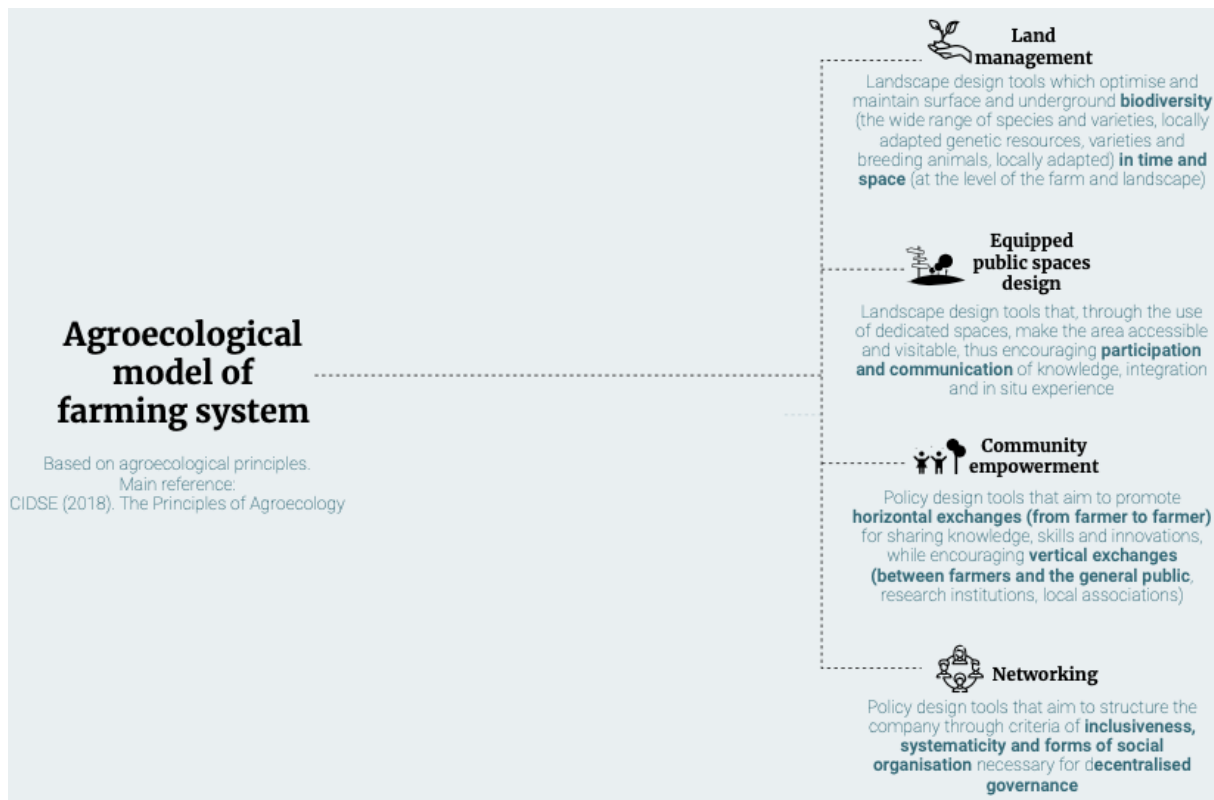 Agroecological
model of
farming system
Based on agroecological principles.
Main reference:
CIDSE (2018). The Principles of Agroecology
Land
management
Landscape design tools which optimise and
maintain surface and underground biodiversity
(the wide range of species and varieties, locally
adapted genetic resources, varieties and
breeding animals, locally adapted) in time and
space (at the level of the farm and landscape)
Equipped
public spaces
design
Landscape design tools that, through the use
of dedicated spaces, make the area accessible
and visitable, thus encouraging participation
and communication of knowledge, integration
and in situ experience
Community
empowerment
Policy design tools that aim to promote
horizontal exchanges (from farmer to farmer)
for sharing knowledge, skills and innovations,
while encouraging vertical exchanges
(between farmers and the general public,
research institutions, local associations)
Networking
Policy design tools that aim to structure the
company through criteria of inclusiveness,
systematicity and forms of social
organisation necessary for decentralised
governance